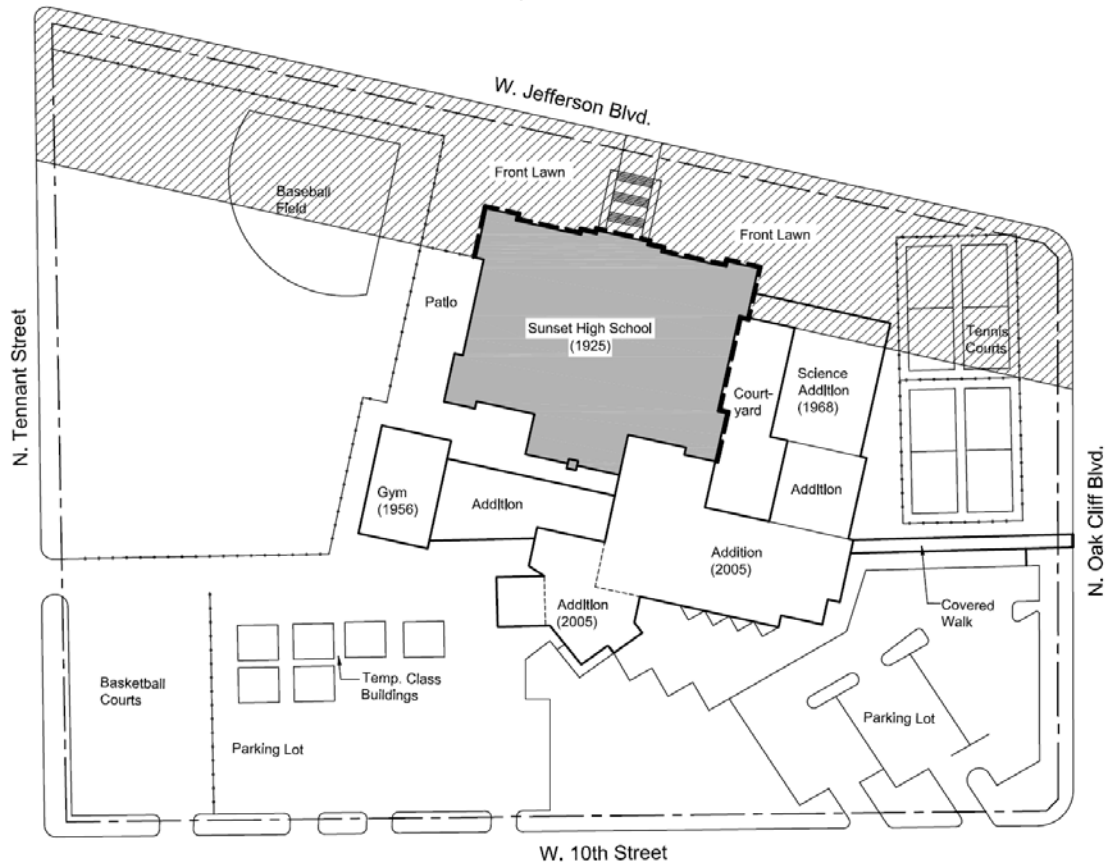 W. Jefferson Blvd.
Front Lawn
Baseball
Field
Front Lawn
Patio
Sunset High School
(1925)
Tennis
Courts
Science
Addition
(1968)
Court-
yard
N. Tennant Street
Gym
(1956)
Addition
Addition
Addition
(2005)
N. Oak Cliff Blvd.
Addition
(2005)
Covered
Walk
Basketball
Courts
Temp. Class
Buildings
Parking Lot
Parking Lot
W. 10th Street